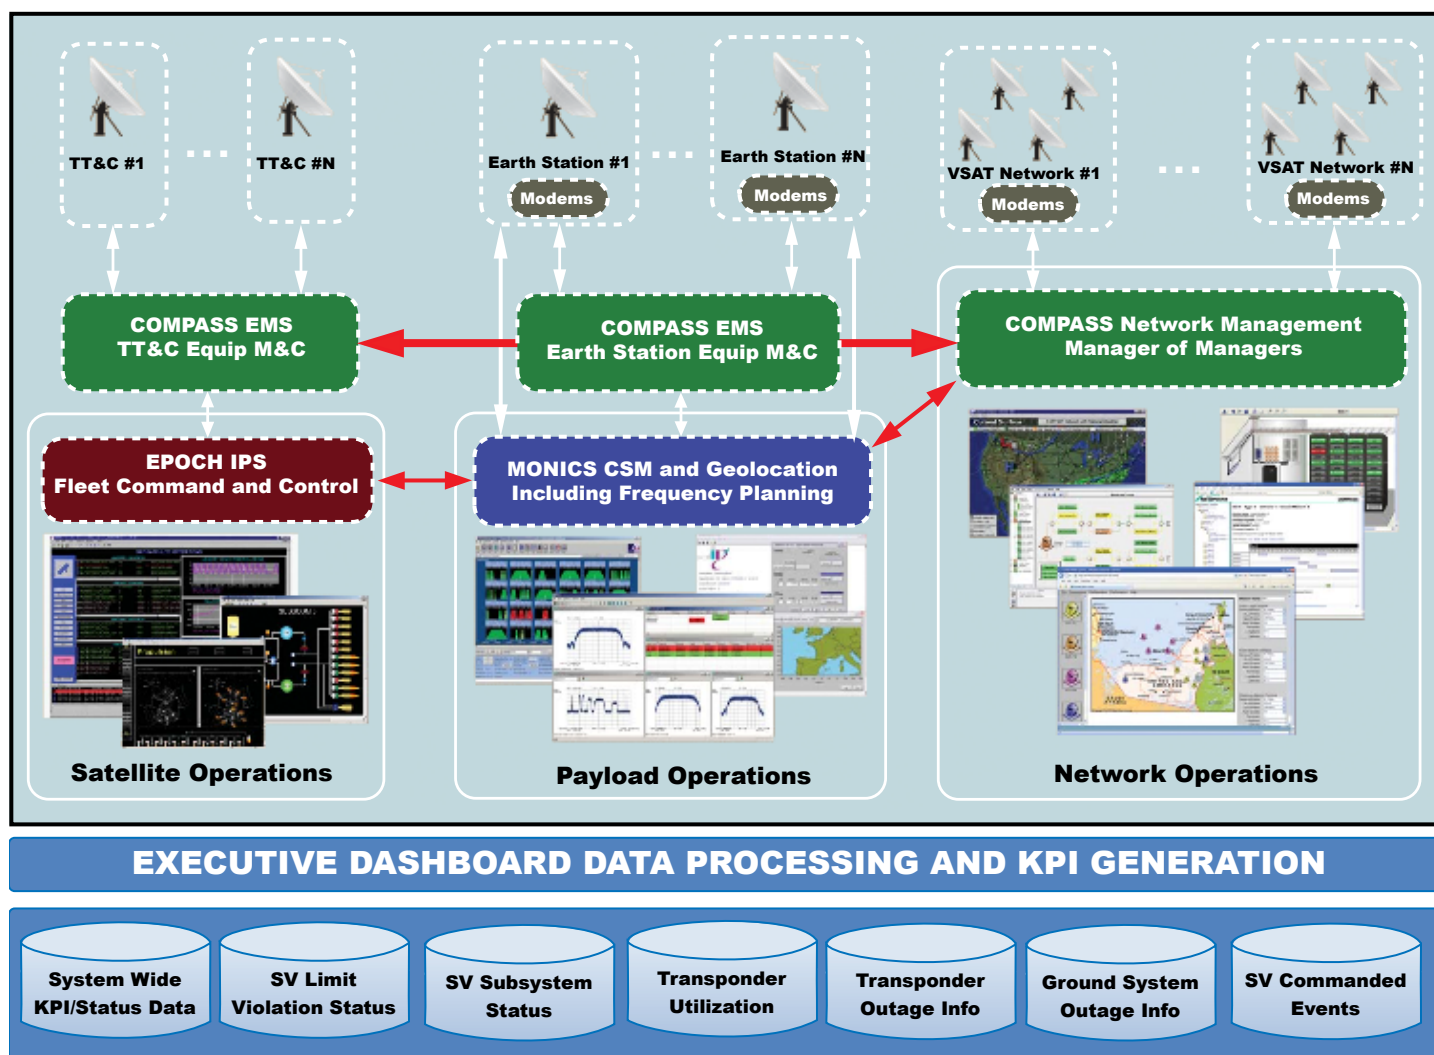 TT&C #1
TT&C #N
Earth Station #1
Earth Station #N
VSAT Network #1
VSAT Network #N
Modems
Modems
Modems
Modems
COMPASS EMS
TT&C Equip M&C
COMPASS EMS
Earth Station Equip M&C
COMPASS Network Management
Manager of Managers
EPOCH IPS
Fleet Command and Control
MONICS CSM and Geolocation
Including Frequency Planning
Propulsion
Satellite Operations
Payload Operations
Network Operations
EXECUTIVE DASHBOARD DATA PROCESSING AND KPI GENERATION
System Wide
KPI/Status Data
SV Limit
Violation Status
SV Subsystem
Status
Transponder
Utilization
Transponder
Outage Info
Ground System
Outage Info
SV Commanded
Events